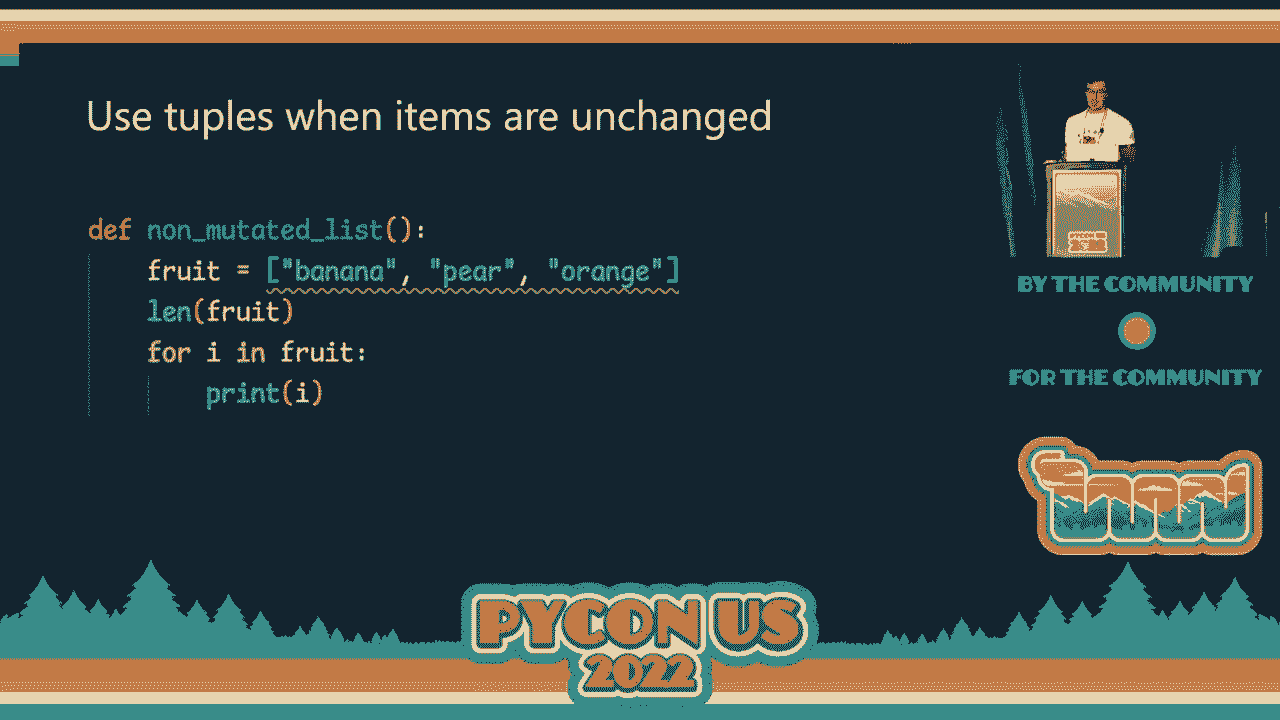 Use tuples when items are unchanged
def non_mutated_list():
    fruit = ["banana", "pear", "orange"]
    len(fruit)
    for i in fruit:
        print(i)
BY THE COMMUNITY
FOR THE COMMUNITY
PYCON US
2022